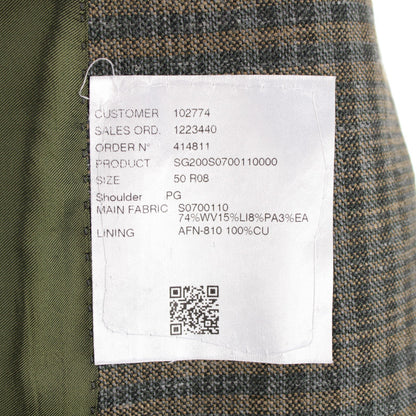 CUSTOMER 102774
SALES ORD. 1223440
ORDER N° 414811
PRODUCT SG200S0700110000
SIZE 50 R08
Shoulder PG
MAIN FABRIC S0700110
74%WV15%LI8%PA3%EA
LINING AFN-810 100%CU